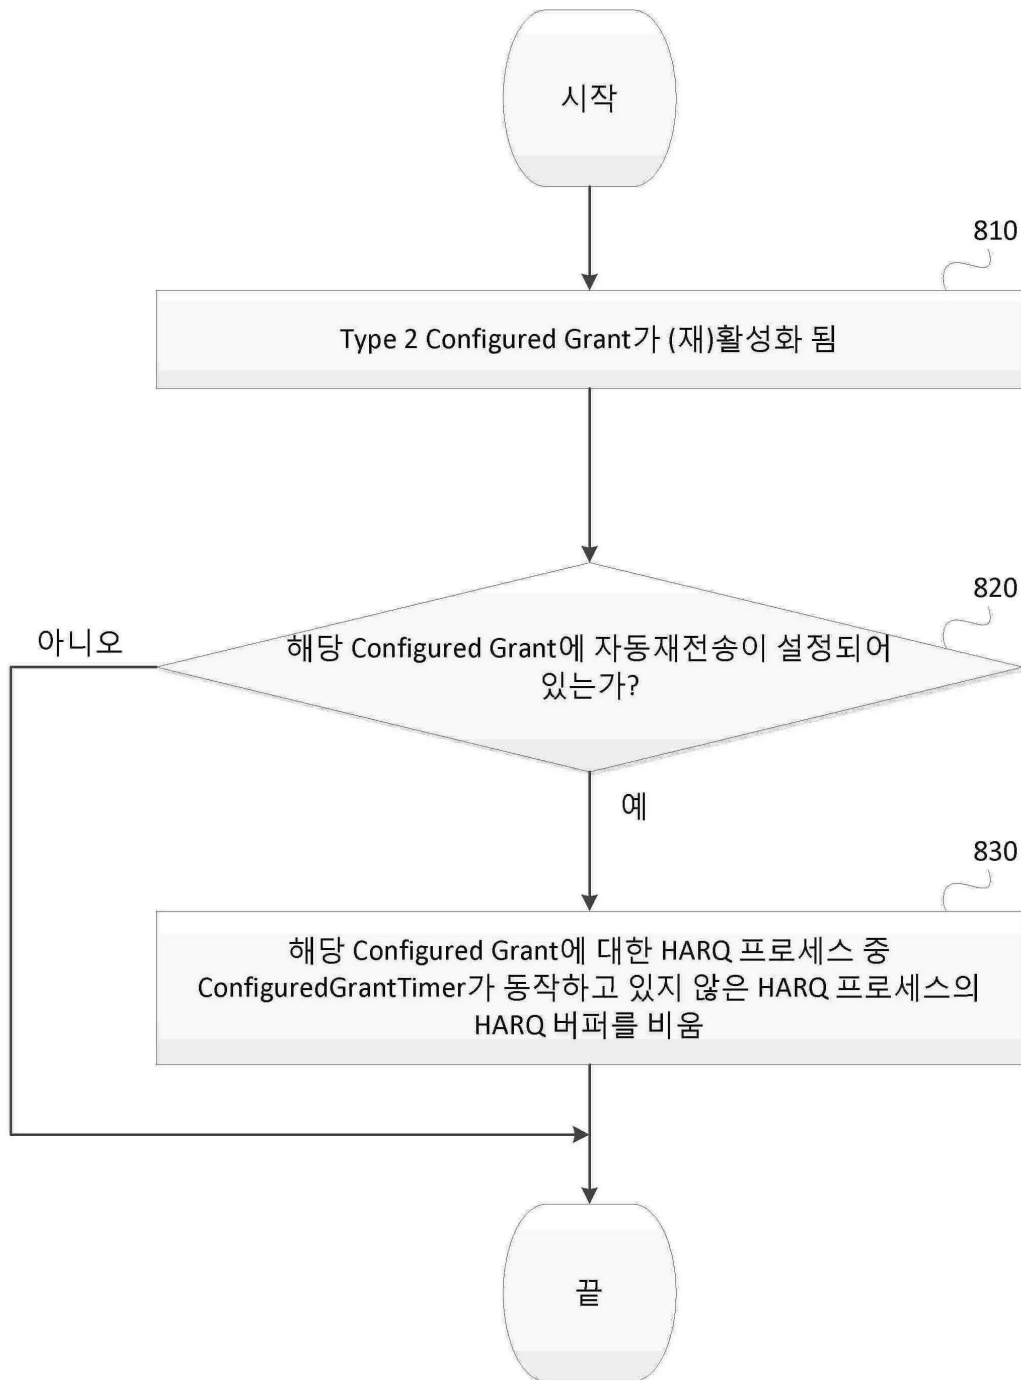 시작
810
Type 2 Configured Grant가 (재)활성화 됨
820
아니오
해당 Configured Grant에 자동재전송이 설정되어
있는가?
예
830
해당 Configured Grant에 대한 HARQ 프로세스 중
ConfiguredGrantTimer가 동작하고 있지 않은 HARQ 프로세스의
HARQ 버퍼를 비움
끝